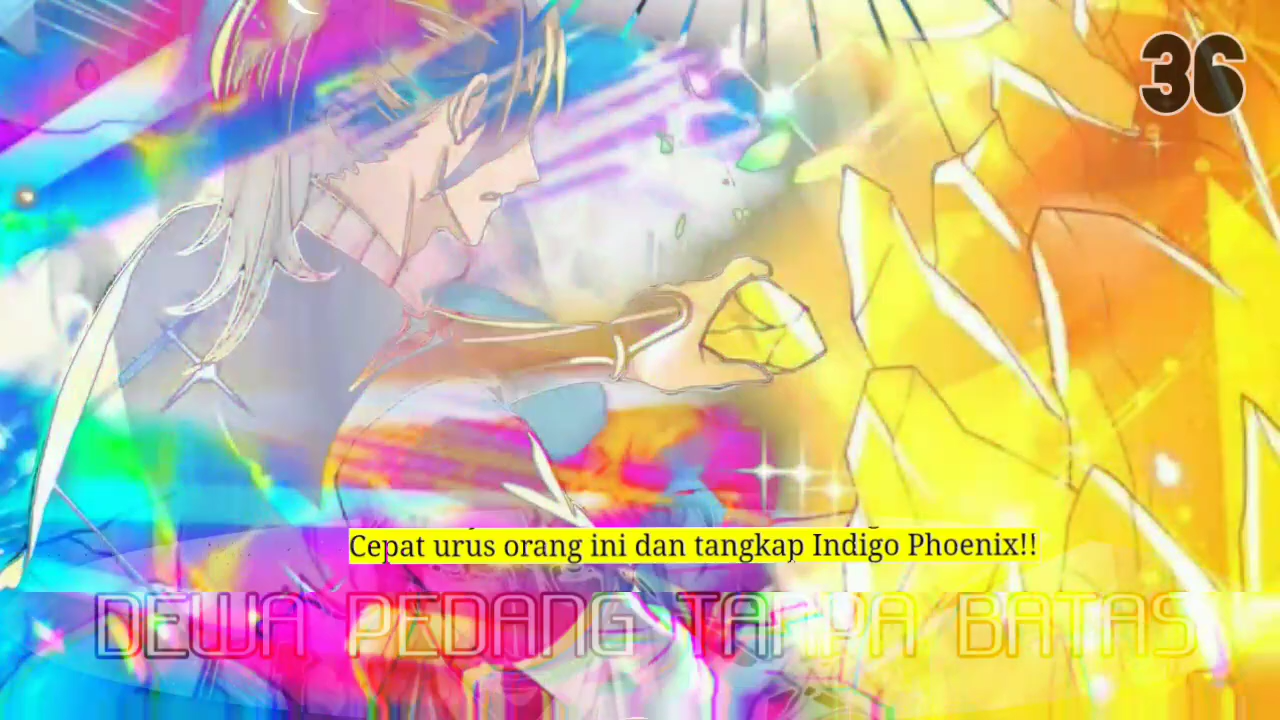 36
Cepat urus orang ini dan tangkap Indigo Phoenix!!
DEWA PEDANG TANPA BATAS